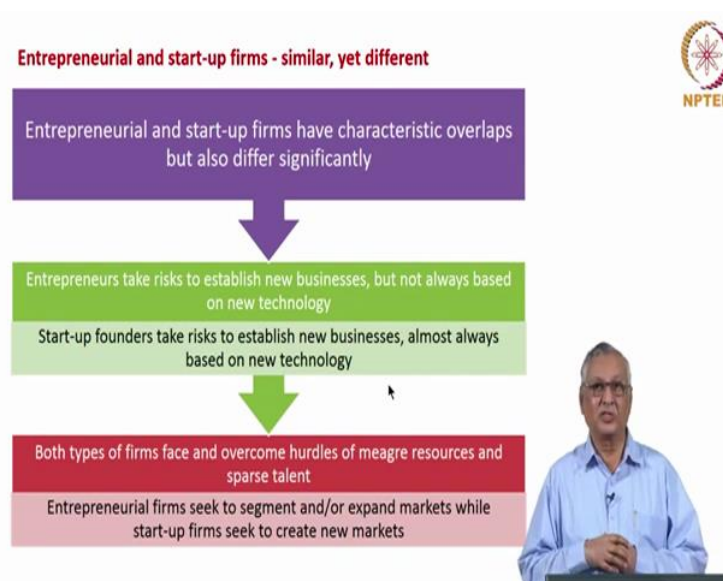 Entrepreneurial and start-up firms - similar, yet different
NPTEL
Entrepreneurial and start-up firms have characteristic overlaps
but also differ significantly
Entrepreneurs take risks to establish new businesses, but not always based
on new technology
Start-up founders take risks to establish new businesses, almost always
based on new technology
Both types of firms face and overcome hurdles of meagre resources and
sparse talent
Entrepreneurial firms seek to segment and/or expand markets while
start-up firms seek to create new markets